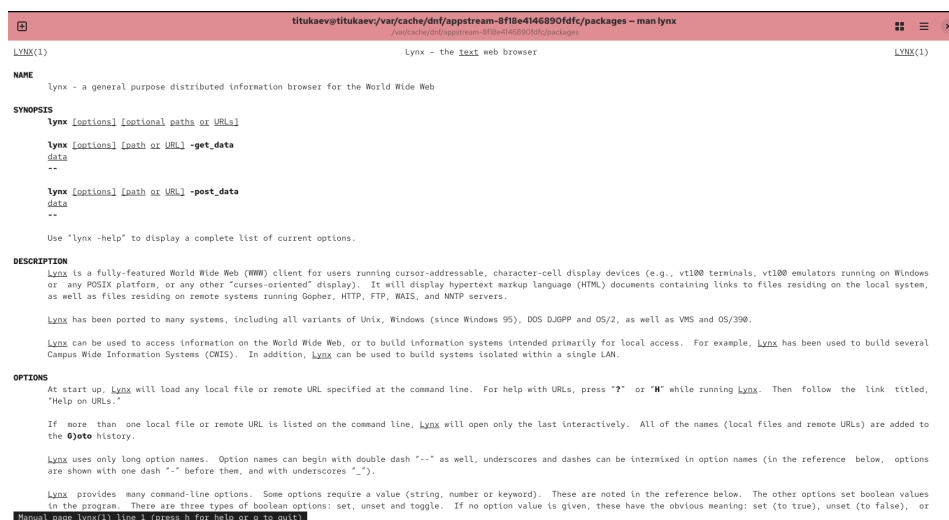 titukaev@titukaev:/var/cache/dnf/appstream-8f18e4146890fdfc/packages — man lynx
/var/cache/dnf/appstream-8f18e4146890fdfc/packages
LYNX(1) Lynx - the text web browser LYNX(1)
NAME
lynx - a general purpose distributed information browser for the World Wide Web
SYNOPSIS
lynx [options] [optional paths or URLs]
lynx [options] [path or URL] -get_data
data
--
lynx [options] [path or URL] -post_data
data
--
Use "lynx -help" to display a complete list of current options.
DESCRIPTION
Lynx is a fully-featured World Wide Web (WWW) client for users running cursor-addressable, character-cell display devices (e.g., vt100 terminals, vt100 emulators running on Windows
or any POSIX platform, or any other "curses-oriented" display). It will display hypertext markup language (HTML) documents containing links to files residing on the local system,
as well as files residing on remote systems running Gopher, HTTP, FTP, WAIS, and NNTP servers.
Lynx has been ported to many systems, including all variants of Unix, Windows (since Windows 95), DOS DJGPP and OS/2, as well as VMS and OS/390.
Lynx can be used to access information on the World Wide Web, or to build information systems intended primarily for local access. For example, Lynx has been used to build several
Campus Wide Information Systems (CWIS). In addition, Lynx can be used to build systems isolated within a single LAN.
OPTIONS
At start up, Lynx will load any local file or remote URL specified at the command line. For help with URLs, press "?" or "H" while running Lynx. Then follow the link titled,
"Help on URLs."
If more than one local file or remote URL is listed on the command line, Lynx will open only the last interactively. All of the names (local files and remote URLs) are added to
the G)oto history.
Lynx uses only long option names. Option names can begin with double dash "--" as well, underscores and dashes can be intermixed in option names (in the reference below, options
are shown with one dash "-" before them, and with underscores "_").
Lynx provides many command-line options. Some options require a value (string, number or keyword). These are noted in the reference below. The other options set boolean values
in the program. There are three types of boolean options: set, unset and toggle. If no option value is given, these have the obvious meaning: set (to true), unset (to false), or
Manual page lynx(1) line 1 (press h for help or q to quit)